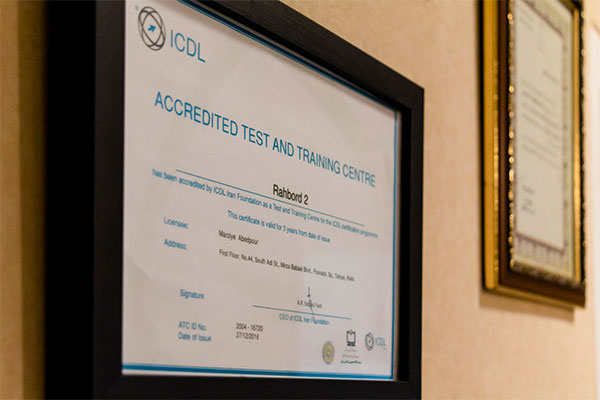 ICDL
ACCREDITED TEST AND TRAINING CENTRE
Rahbord 2
has been accredited by ICDL Iran Foundation as a Test and Training Centre for the ICDL certification programme
This certificate is valid for 3 years from date of issue
Licensee: Marziye Abedpour
Address: First Floor, No.44, South Adl St., Mirza Babaei Blvd., Poonak, Tehran,
Signature
CEO of ICDL Iran Foundation
ATC ID No. 2004 - 16720
Date of Issue 27/12/2016
ICDL